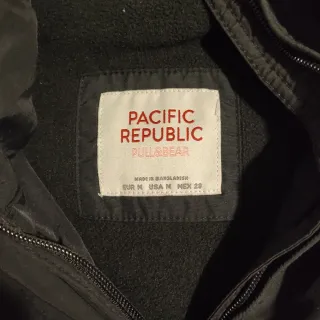 PACIFIC
REPUBLIC
PULL&BEAR
MADE IN BANGLADESH
EUR M USA M MEX 28